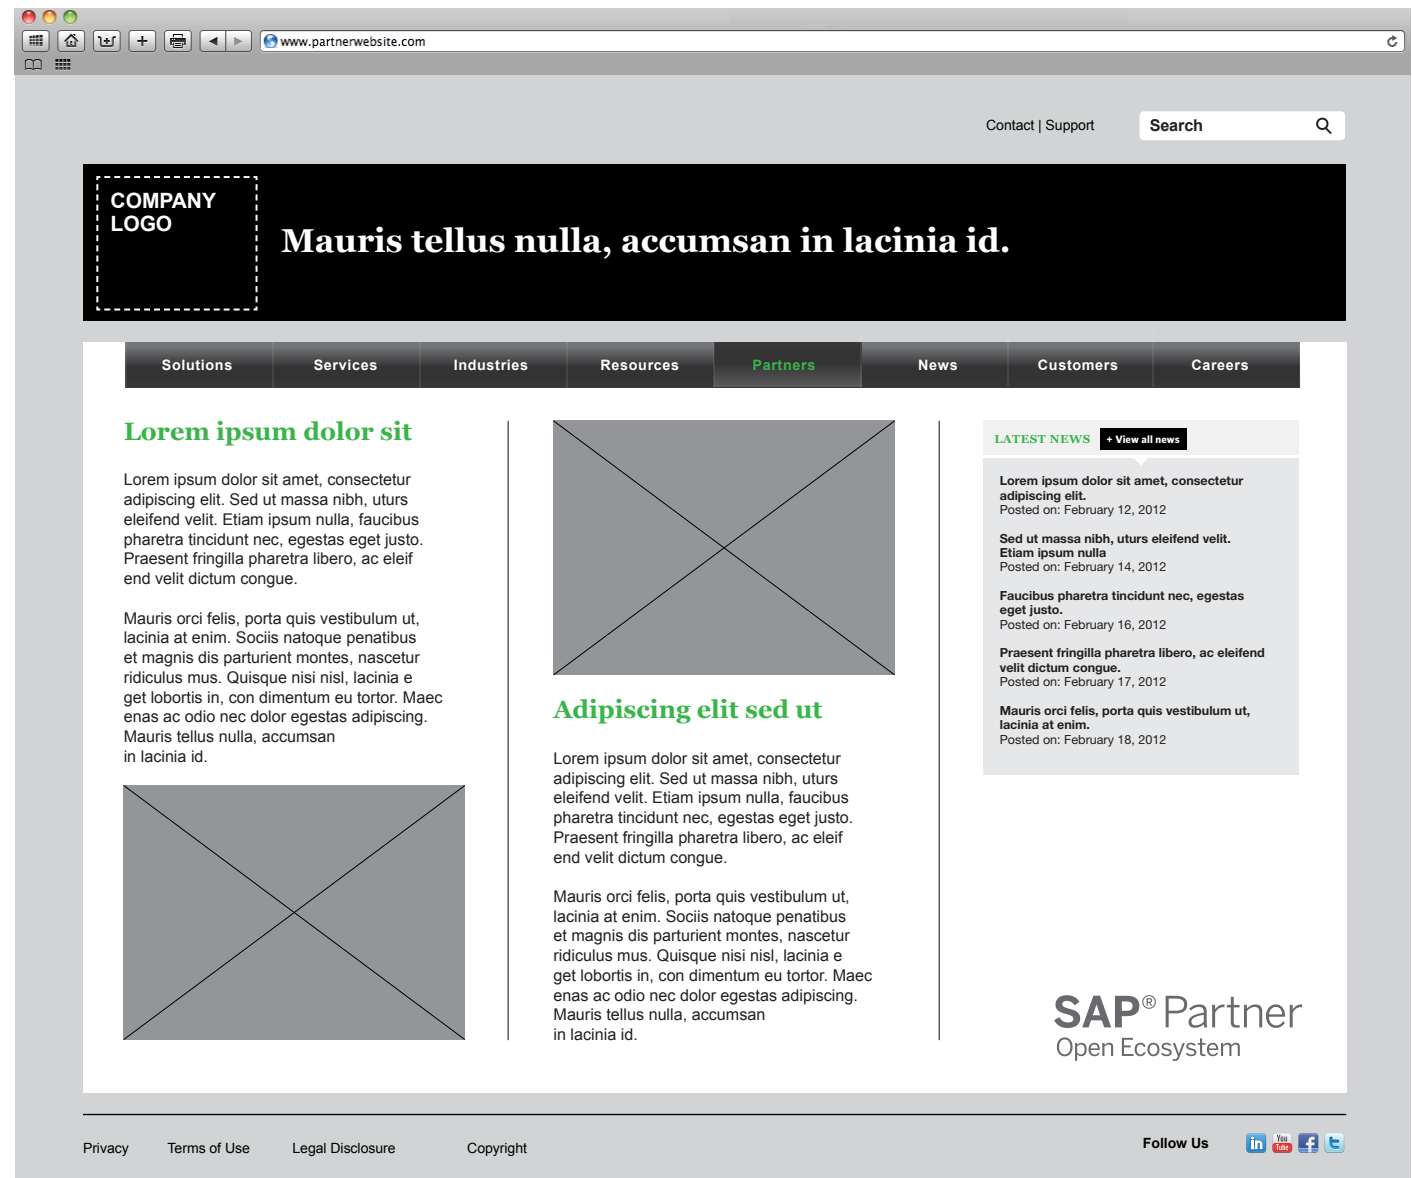 www.partnerwebsite.com
Contact | Support
Search
COMPANY
LOGO
Mauris tellus nulla, accumsan in lacinia id.
Solutions Services Industries Resources Partners News Customers Careers
Lorem ipsum dolor sit
Lorem ipsum dolor sit amet, consectetur
adipiscing elit. Sed ut massa nibh, uturs
eleifend velit. Etiam ipsum nulla, faucibus
pharetra tincidunt nec, egestas eget justo.
Praesent fringilla pharetra libero, ac eleif
end velit dictum congue.
Mauris orci felis, porta quis vestibulum ut,
lacinia at enim. Sociis natoque penatibus
et magnis dis parturient montes, nascetur
ridiculus mus. Quisque nisi nisl, lacinia e
get lobortis in, con dimentum eu tortor. Maec
enas ac odio nec dolor egestas adipiscing.
Mauris tellus nulla, accumsan
in lacinia id.
Adipiscing elit sed ut
Lorem ipsum dolor sit amet, consectetur
adipiscing elit. Sed ut massa nibh, uturs
eleifend velit. Etiam ipsum nulla, faucibus
pharetra tincidunt nec, egestas eget justo.
Praesent fringilla pharetra libero, ac eleif
end velit dictum congue.
Mauris orci felis, porta quis vestibulum ut,
lacinia at enim. Sociis natoque penatibus
et magnis dis parturient montes, nascetur
ridiculus mus. Quisque nisi nisl, lacinia e
get lobortis in, con dimentum eu tortor. Maec
enas ac odio nec dolor egestas adipiscing.
Mauris tellus nulla, accumsan
in lacinia id.
LATEST NEWS + View all news
Lorem ipsum dolor sit amet, consectetur
adipiscing elit.
Posted on: February 12, 2012
Sed ut massa nibh, uturs eleifend velit.
Etiam ipsum nulla
Posted on: February 14, 2012
Faucibus pharetra tincidunt nec, egestas
eget justo.
Posted on: February 16, 2012
Praesent fringilla pharetra libero, ac eleifend
velit dictum congue.
Posted on: February 17, 2012
Mauris orci felis, porta quis vestibulum ut,
lacinia at enim.
Posted on: February 18, 2012
SAP® Partner
Open Ecosystem
Privacy Terms of Use Legal Disclosure Copyright
Follow Us in You Tube f t